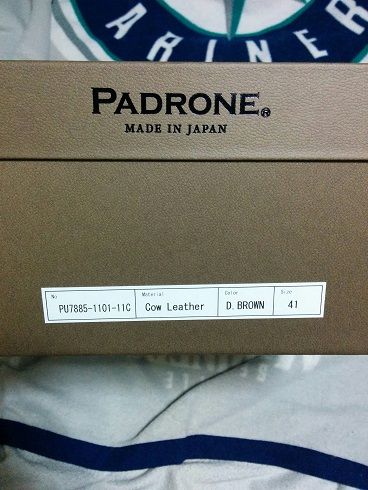 ARINER
PADRONE®
MADE IN JAPAN
No Material Color Size
PU7885-1101-11C Cow Leather D.BROWN 41